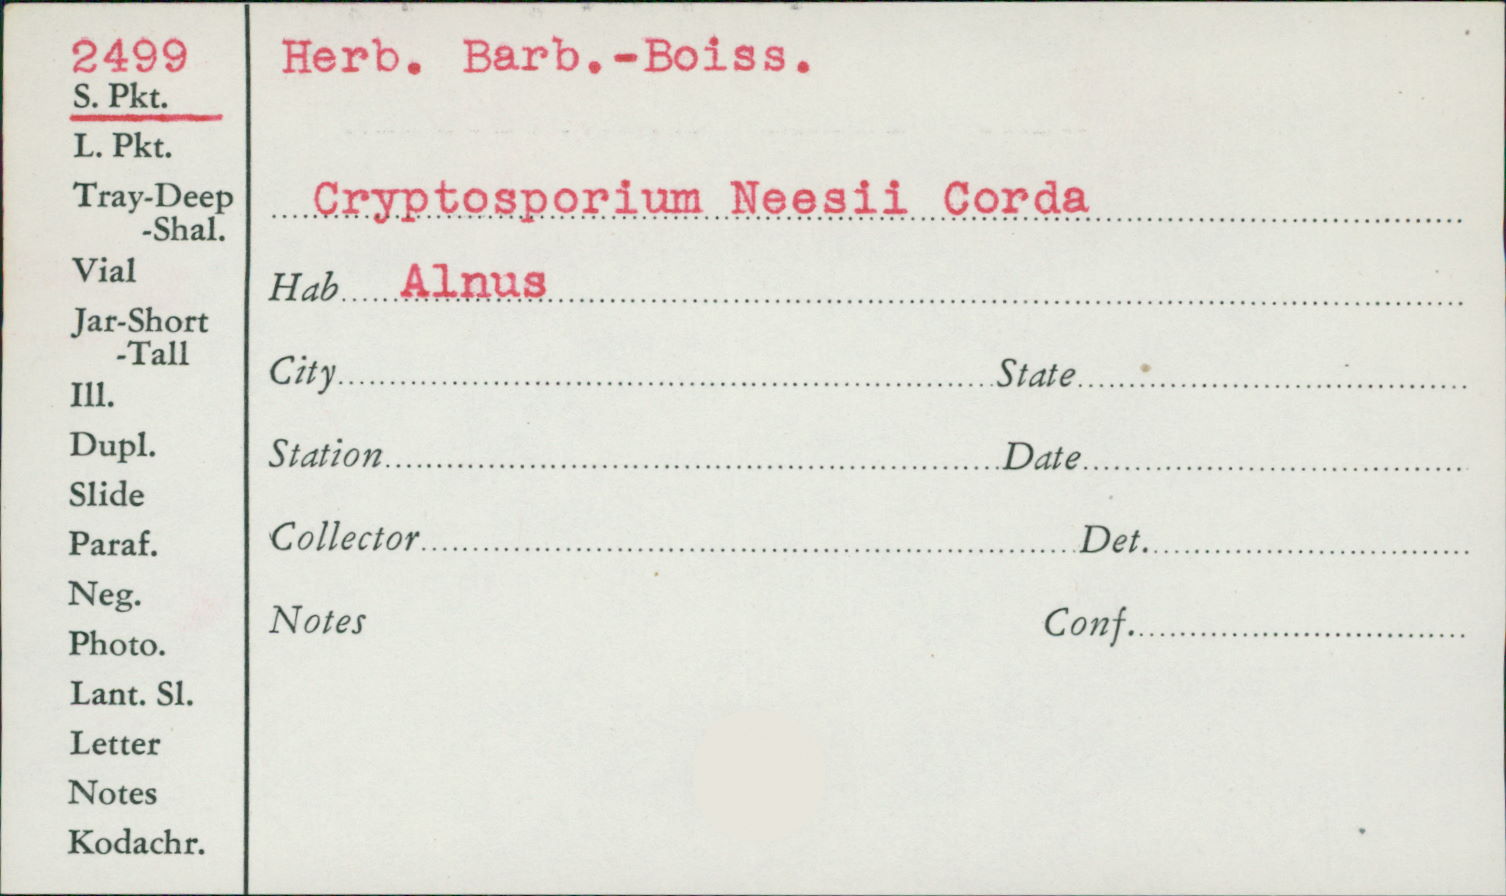 2499
S. Pkt.
L. Pkt.
Tray-Deep
-Shal.
Vial
Jar-Short
-Tall
Ill.
Dupl.
Slide
Paraf.
Neg.
Photo.
Lant. Sl.
Letter
Notes
Kodachr.
Herb. Barb.-Boiss.
Cryptosporium Neesii Corda
Hab Alnus
City State
Station Date
Collector Det.
Notes Conf.